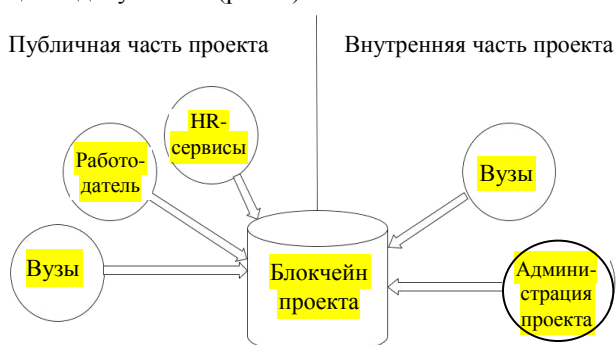 Публичная часть проекта
Внутренняя часть проекта
HR-
сервисы
Работо-
датель
Вузы
Вузы
Блокчейн
проекта
Админи-
страция
проекта